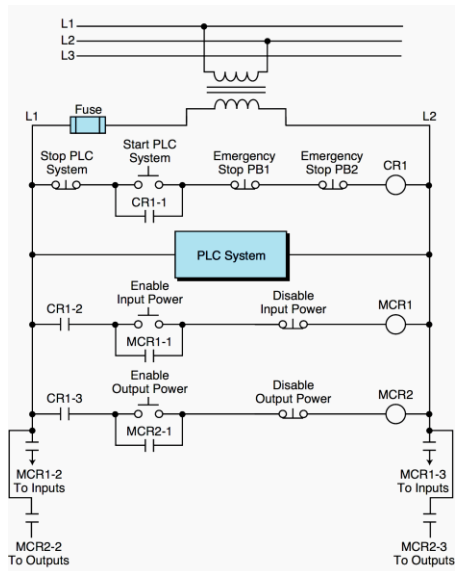 L1
L2
L3
L1
Fuse
L2
Stop PLC
System
Start PLC
System
Emergency
Stop PB1
Emergency
Stop PB2
CR1
CR1-1
PLC System
CR1-2
Enable
Input Power
Disable
Input Power
MCR1
MCR1-1
CR1-3
Enable
Output Power
Disable
Output Power
MCR2
MCR2-1
MCR1-2
To Inputs
MCR1-3
To Inputs
MCR2-2
To Outputs
MCR2-3
To Outputs